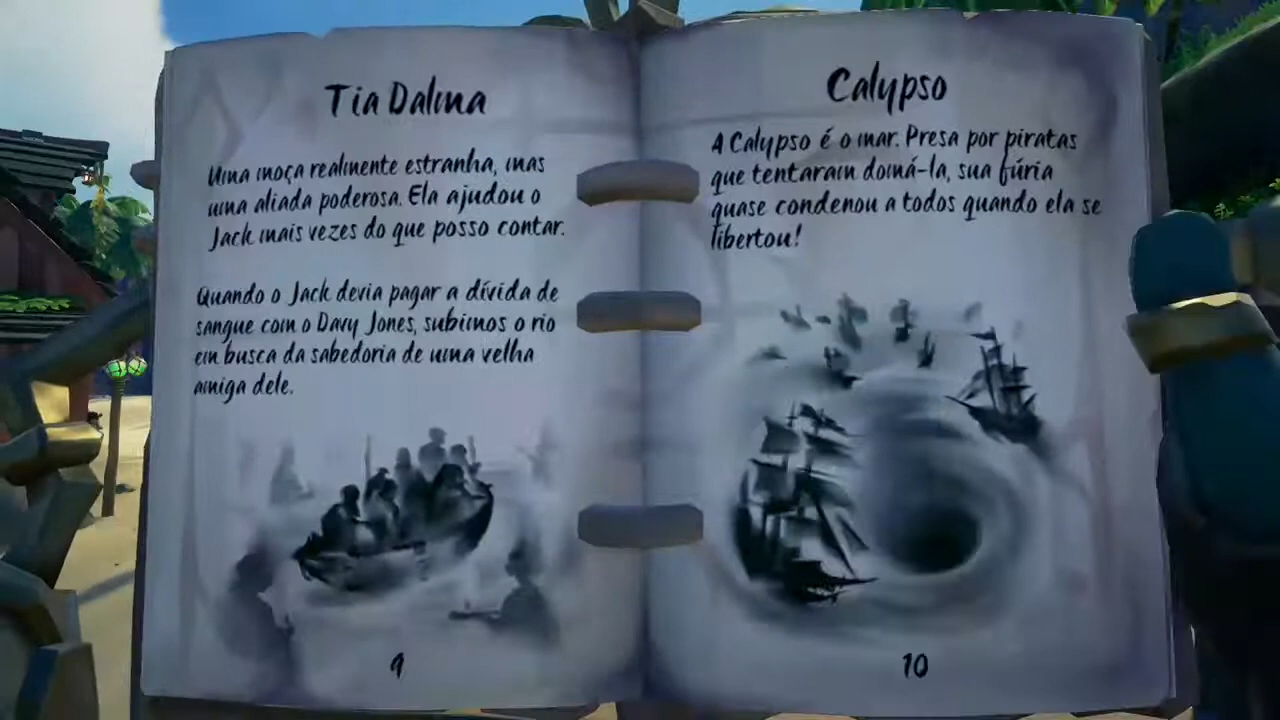 Tia Dalma
Uma moça realmente estranha, mas
uma aliada poderosa. Ela ajudou o
Jack mais vezes do que posso contar.
Quando o Jack devia pagar a dívida de
sangue com o Davy Jones, subimos o rio
em busca da sabedoria de uma velha
amiga dele.
9
Calypso
A Calypso é o mar. Presa por piratas
que tentaram domá-la, sua fúria
quase condenou a todos quando ela se
libertou!
10